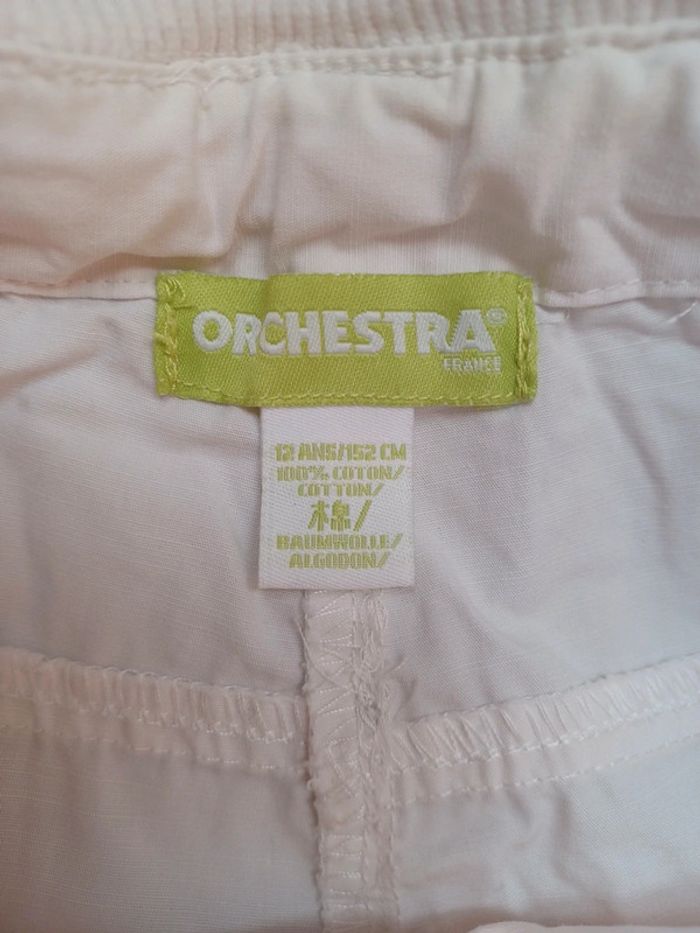 ORCHESTRA®
FRANCE
12 ANS/152 CM
100% COTON/
COTTON/
棉/
BAUMWOLLE/
ALGODON/